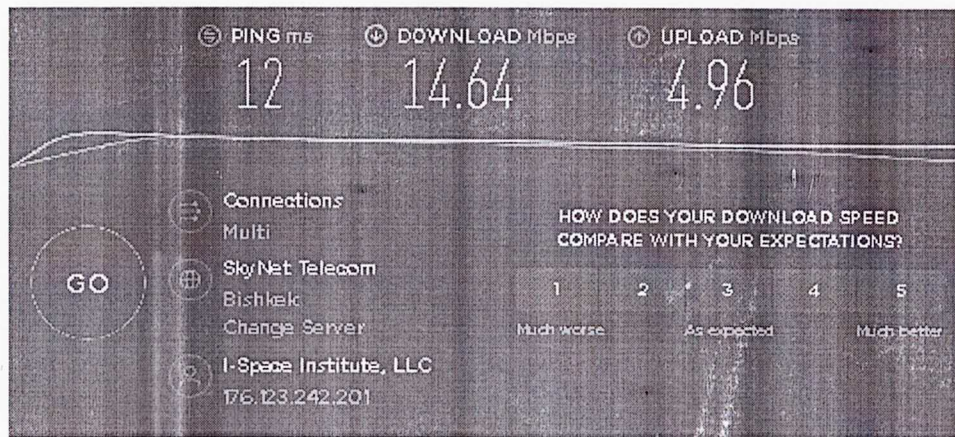 PING ms DOWNLOAD Mbps UPLOAD Mbps
12 14.64 4.96
Connections
Multi
HOW DOES YOUR DOWNLOAD SPEED
COMPARE WITH YOUR EXPECTATIONS?
GO
SkyNet Telecom
Bishkek
Change Server
1 2 3 4 5
Much worse As expected Much better
I-Space Institute, LLC
176.123.242.201